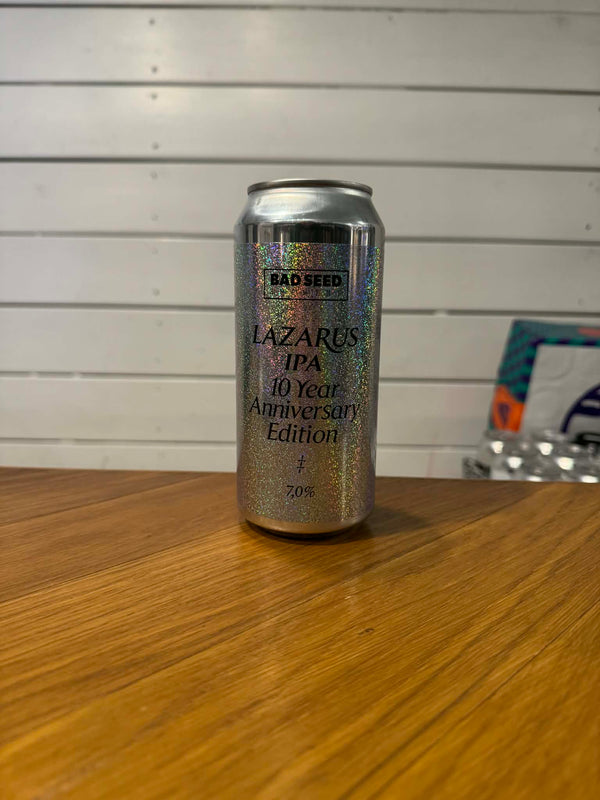 BAD SEED
LAZARUS
IPA
10 Year
Anniversary
Edition
7,0%